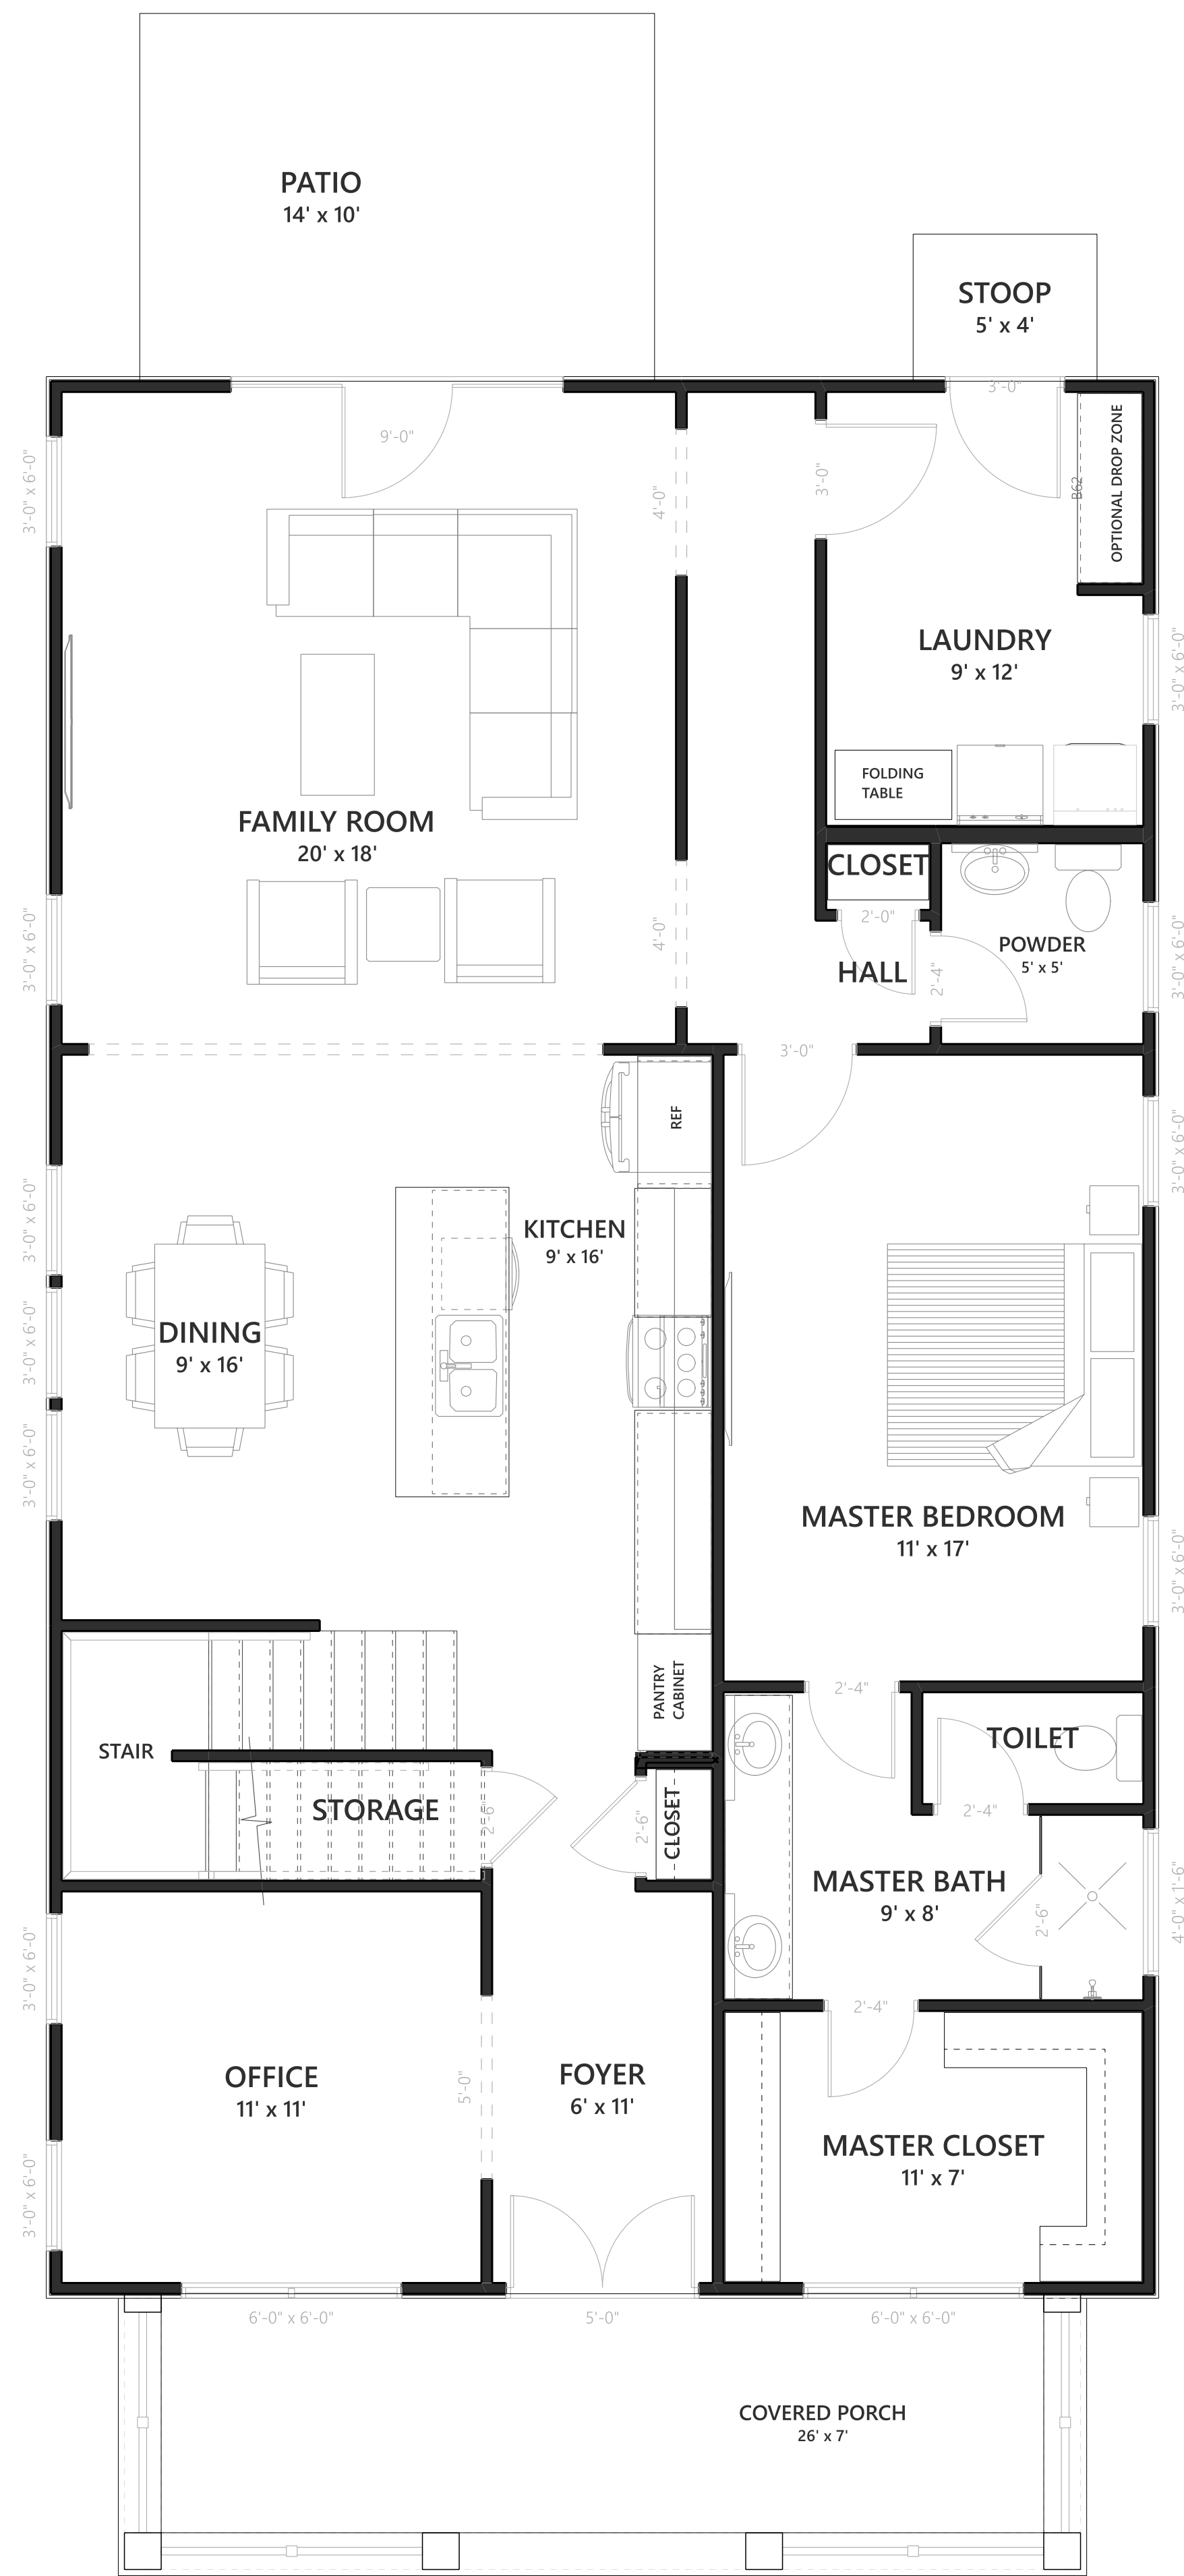 PATIO
14' x 10'
STOOP
5' x 4'
3'-0"
9'-0"
OPTIONAL DROP ZONE
B62
3'-0" x 6'-0"
4'-0"
3'-0"
LAUNDRY
9' x 12'
3'-0" x 6'-0"
FOLDING
TABLE
FAMILY ROOM
20' x 18'
CLOSET
2'-0"
3'-0" x 6'-0"
4'-0"
HALL
2'-4"
POWDER
5' x 5'
3'-0" x 6'-0"
3'-0"
REF
3'-0" x 6'-0"
3'-0" x 6'-0"
KITCHEN
9' x 16'
DINING
9' x 16'
3'-0" x 6'-0"
3'-0" x 6'-0"
MASTER BEDROOM
11' x 17'
3'-0" x 6'-0"
PANTRY
CABINET
2'-4"
STAIR
TOILET
STORAGE
2'-6"
2'-6"
CLOSET
2'-4"
MASTER BATH
9' x 8'
2'-6"
4'-0" x 1'-6"
3'-0" x 6'-0"
2'-4"
OFFICE
11' x 11'
5'-0"
FOYER
6' x 11'
MASTER CLOSET
11' x 7'
3'-0" x 6'-0"
6'-0" x 6'-0"
5'-0"
6'-0" x 6'-0"
COVERED PORCH
26' x 7'